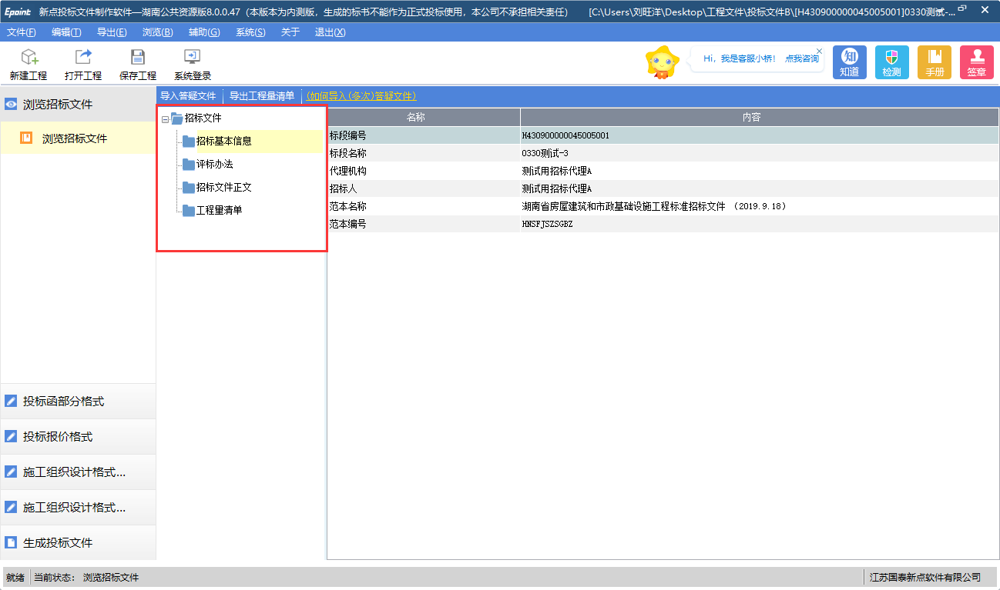 Epoint 新点投标文件制作软件—湖南公共资源版8.0.0.47（本版本为内测版，生成的标书不能作为正式投标使用，本公司不承担相关责任） [C:\Users\刘旺洋\Desktop\工程文件\投标文件B\[H430900000045005001]0330测试-...
文件(F) 编辑(T) 导出(E) 浏览(B) 辅助(G) 系统(S) 关于 退出(X)
新建工程 打开工程 保存工程 系统登录
Hi，我是客服小桥！ 点我咨询
知
知道 检测 手册 签章
浏览招标文件
浏览招标文件
投标函部分格式
投标报价格式
施工组织设计格式...
施工组织设计格式...
生成投标文件
导入答疑文件 导出工程量清单 (如何导入(多次)答疑文件)
招标文件
招标基本信息
评标办法
招标文件正文
工程量清单
名称 内容
标段编号 H430900000045005001
标段名称 0330测试-3
代理机构 测试用招标代理A
招标人 测试用招标代理A
范本名称 湖南省房屋建筑和市政基础设施工程标准招标文件 （2019.9.18）
范本编号 HNSFJSZSGBZ
就绪 当前状态： 浏览招标文件 江苏国泰新点软件有限公司